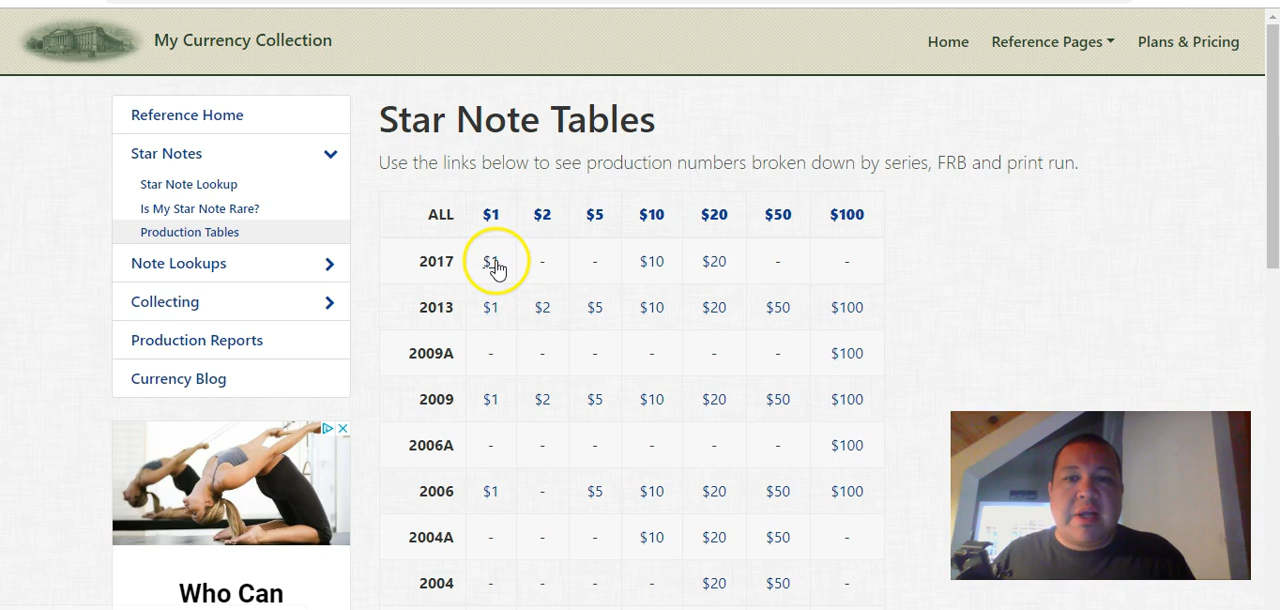 My Currency Collection
Home Reference Pages Plans & Pricing
Reference Home
Star Notes
Star Note Lookup
Is My Star Note Rare?
Production Tables
Note Lookups
Collecting
Production Reports
Currency Blog
Who Can
Star Note Tables
Use the links below to see production numbers broken down by series, FRB and print run.
ALL $1 $2 $5 $10 $20 $50 $100
2017 $1 - - $10 $20 - -
2013 $1 $2 $5 $10 $20 $50 $100
2009A - - - - - - $100
2009 $1 $2 $5 $10 $20 $50 $100
2006A - - - - - - $100
2006 $1 - $5 $10 $20 $50 $100
2004A - - - $10 $20 $50 -
2004 - - - - $20 $50 -